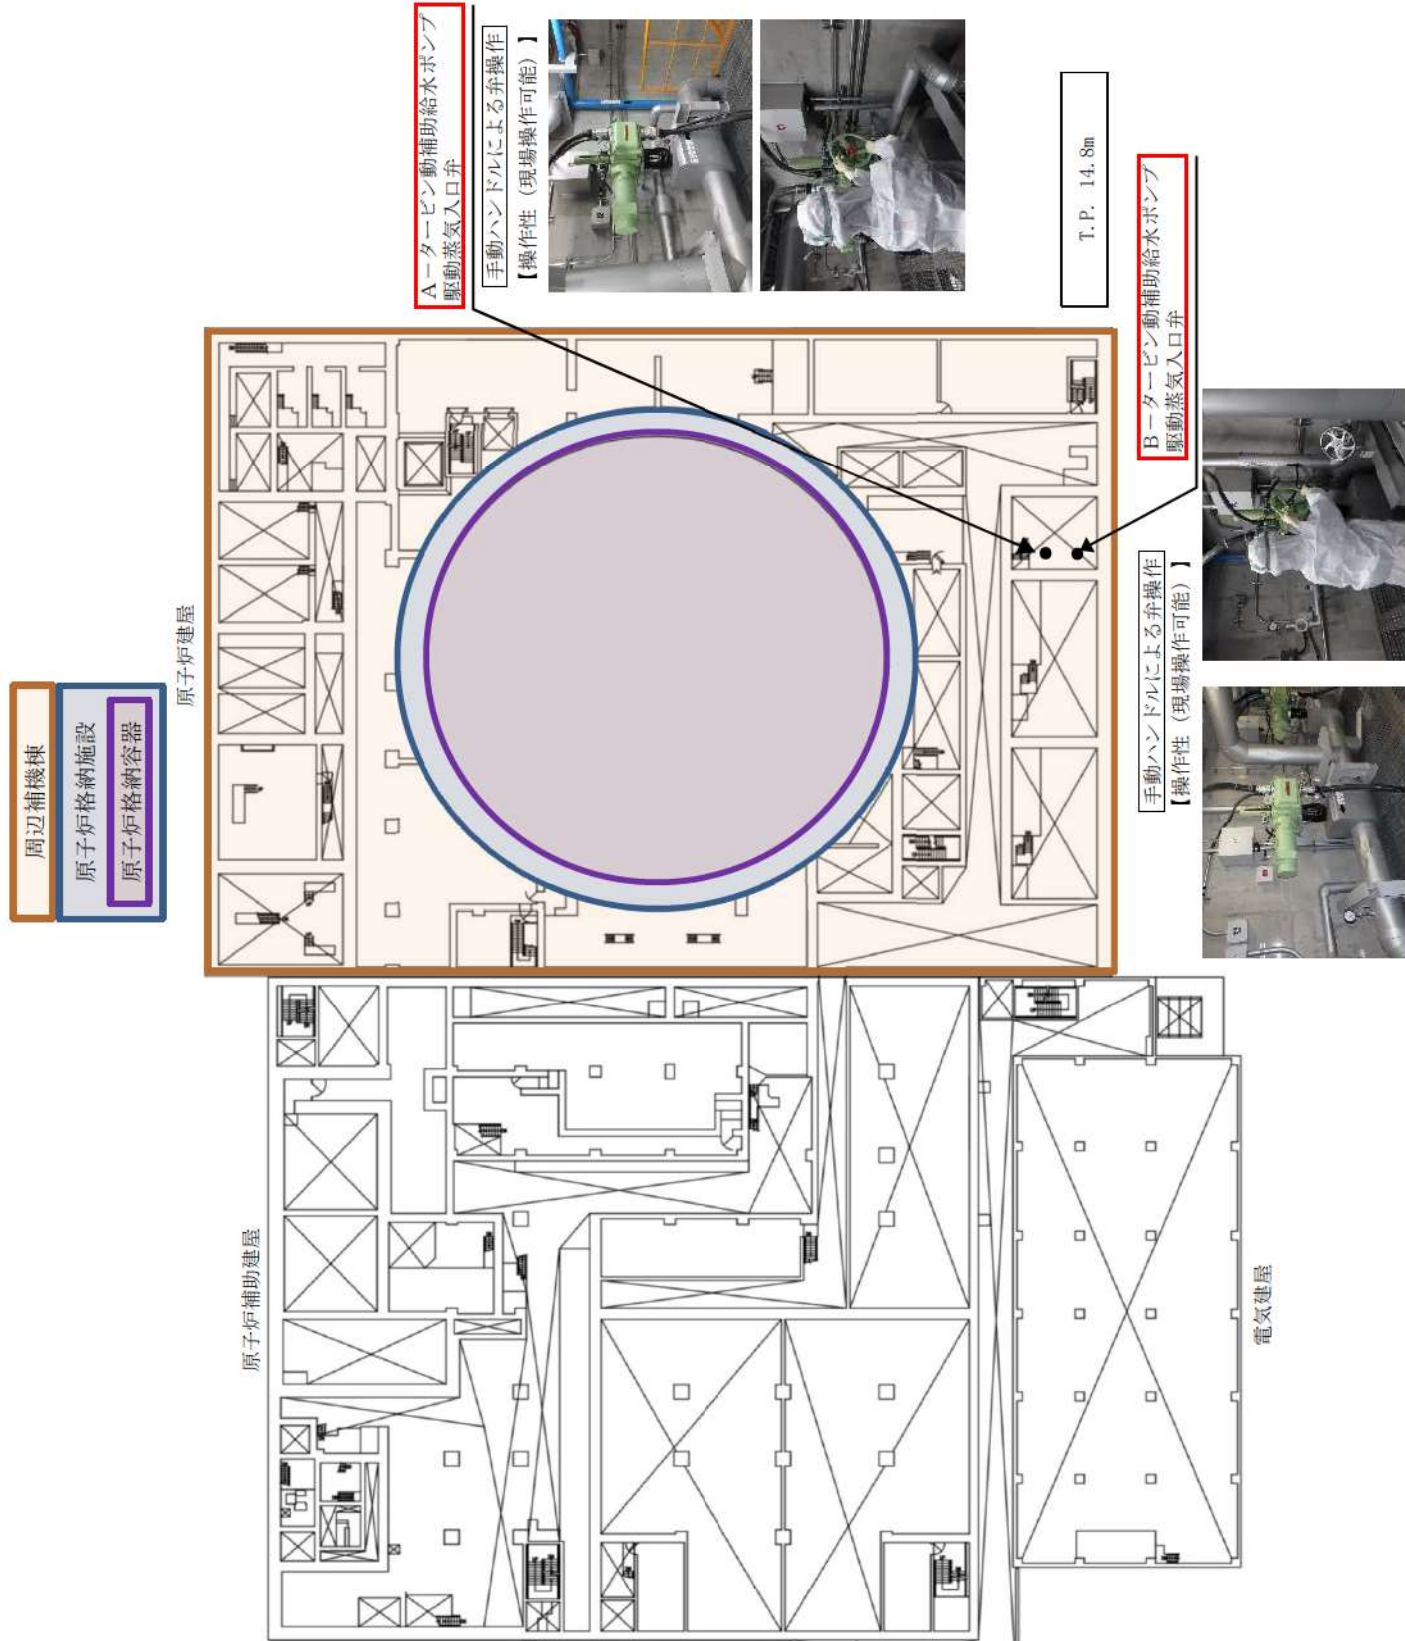 周辺補機棟
原子炉格納施設
原子炉格納容器
原子炉建屋
原子炉補助建屋
電気建屋
Aータービン動補助給水ポンプ
駆動蒸気入口弁
手動ハンドルによる弁操作
【操作性（現場操作可能）】
T.P. 14.8m
Bータービン動補助給水ポンプ
駆動蒸気入口弁
手動ハンドルによる弁操作
【操作性（現場操作可能）】